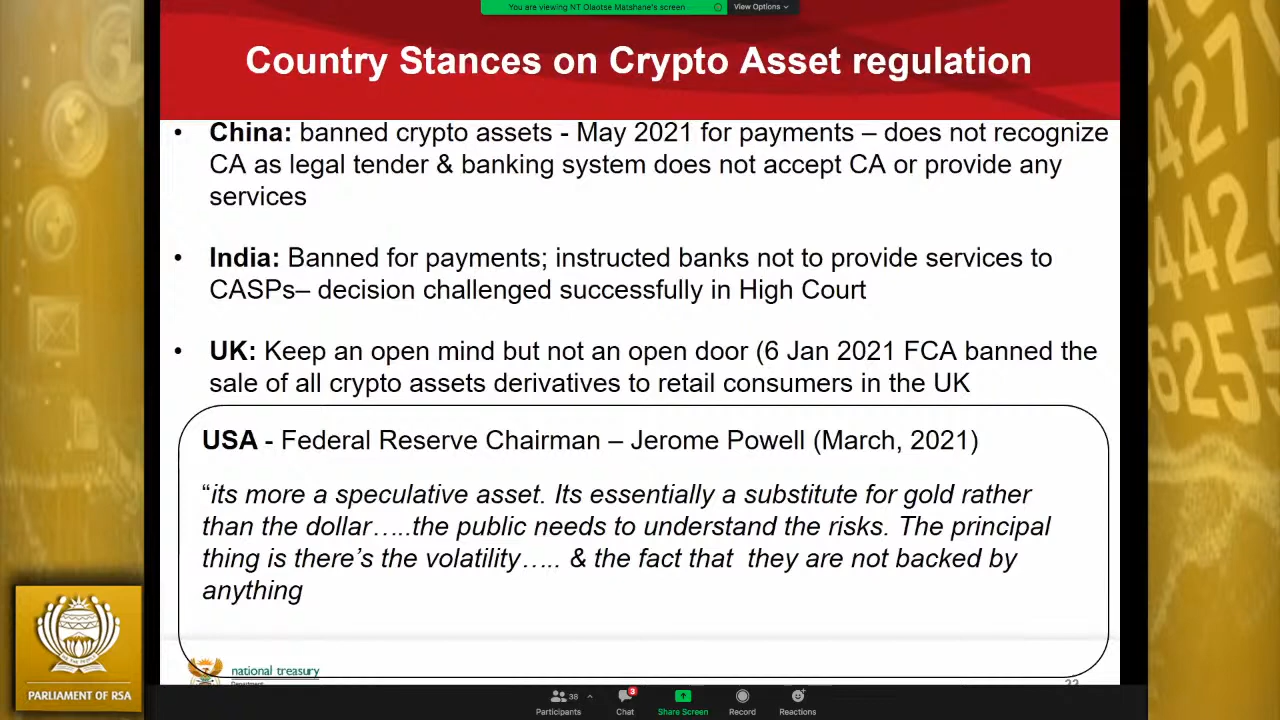 You are viewing NT Olaotse Matshane's screen
View Options
Country Stances on Crypto Asset regulation
• China: banned crypto assets - May 2021 for payments – does not recognize
CA as legal tender & banking system does not accept CA or provide any
services
• India: Banned for payments; instructed banks not to provide services to
CASPs– decision challenged successfully in High Court
• UK: Keep an open mind but not an open door (6 Jan 2021 FCA banned the
sale of all crypto assets derivatives to retail consumers in the UK
USA - Federal Reserve Chairman – Jerome Powell (March, 2021)
“its more a speculative asset. Its essentially a substitute for gold rather
than the dollar…..the public needs to understand the risks. The principal
thing is there’s the volatility….. & the fact that they are not backed by
anything
national treasury
PARLIAMENT OF RSA
38
3
Participants
Chat
Share Screen
Record
Reactions